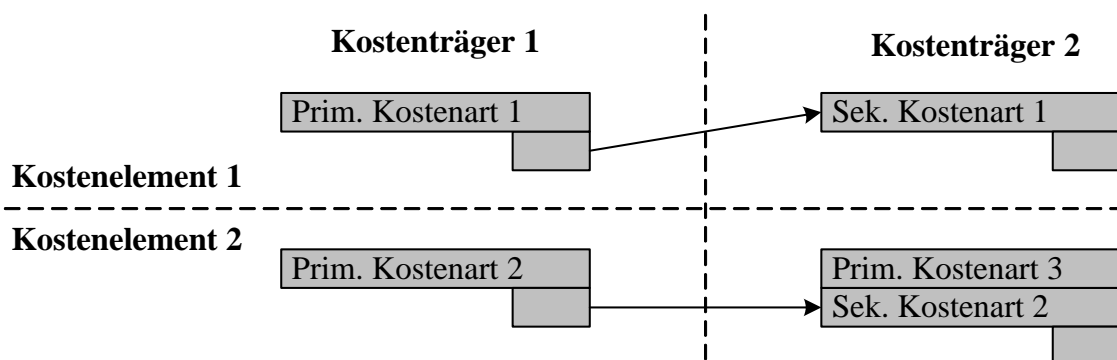 Kostenträger 1
Kostenträger 2
Prim. Kostenart 1
Sek. Kostenart 1
Kostenelement 1
Kostenelement 2
Prim. Kostenart 2
Prim. Kostenart 3
Sek. Kostenart 2